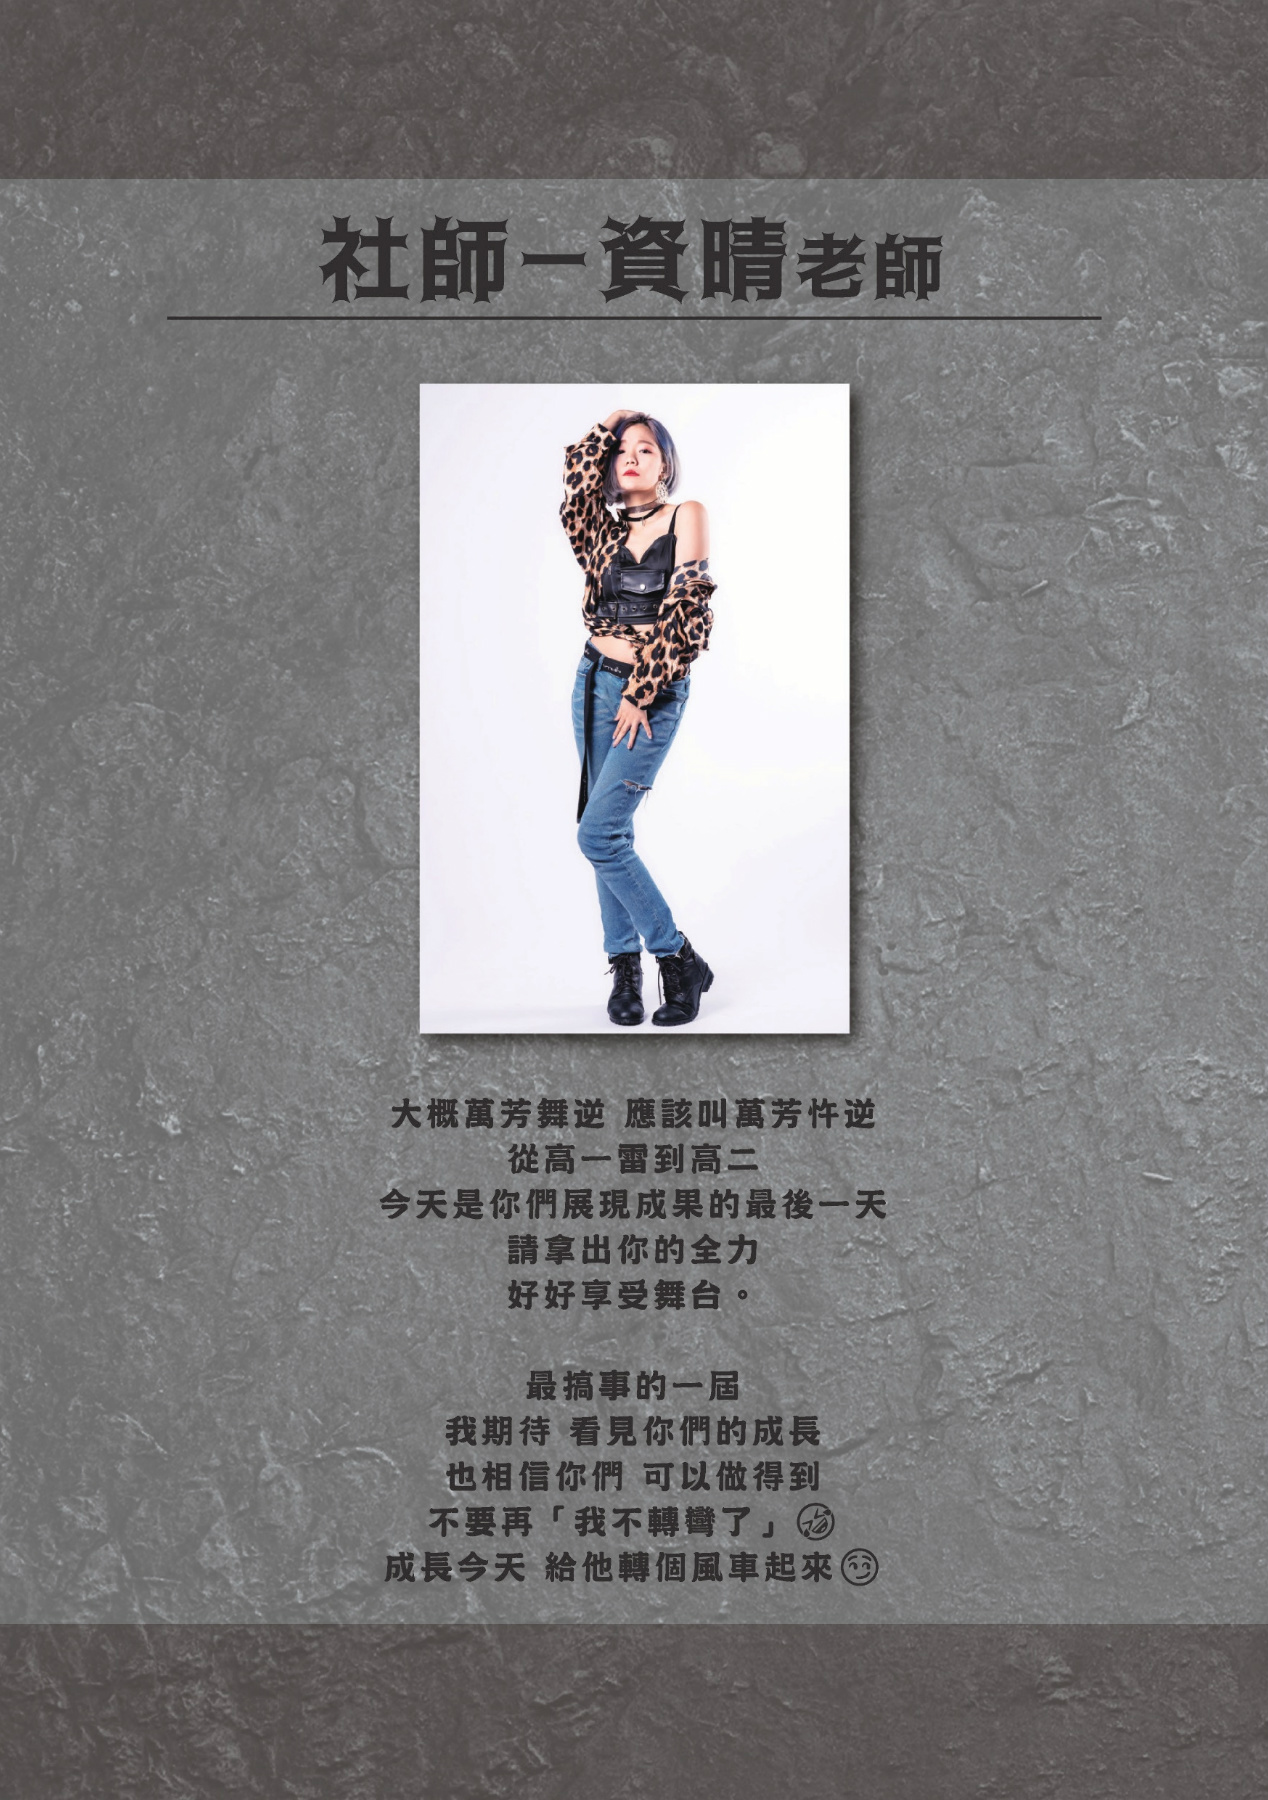 社師－資晴老師
大概萬芳舞逆 應該叫萬芳忤逆
從高一雷到高二
今天是你們展現成果的最後一天
請拿出你的全力
好好享受舞台。
最搞事的一屆
我期待 看見你們的成長
也相信你們 可以做得到
不要再「我不轉彎了」
成長今天 給他轉個風車起來